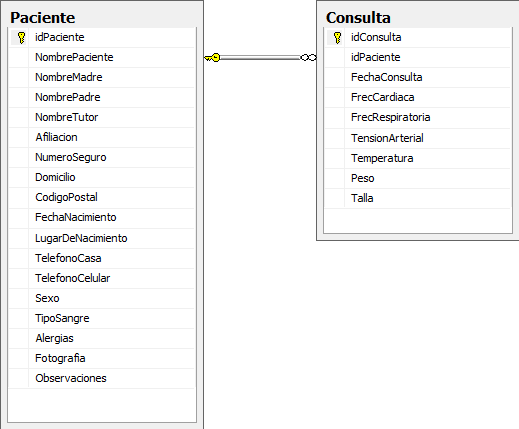 Paciente
idPaciente
NombrePaciente
NombreMadre
NombrePadre
NombreTutor
Afiliacion
NumeroSeguro
Domicilio
CodigoPostal
FechaNacimiento
LugarDeNacimiento
TelefonoCasa
TelefonoCelular
Sexo
TipoSangre
Alergias
Fotografia
Observaciones
Consulta
idConsulta
idPaciente
FechaConsulta
FrecCardiaca
FrecRespiratoria
TensionArterial
Temperatura
Peso
Talla